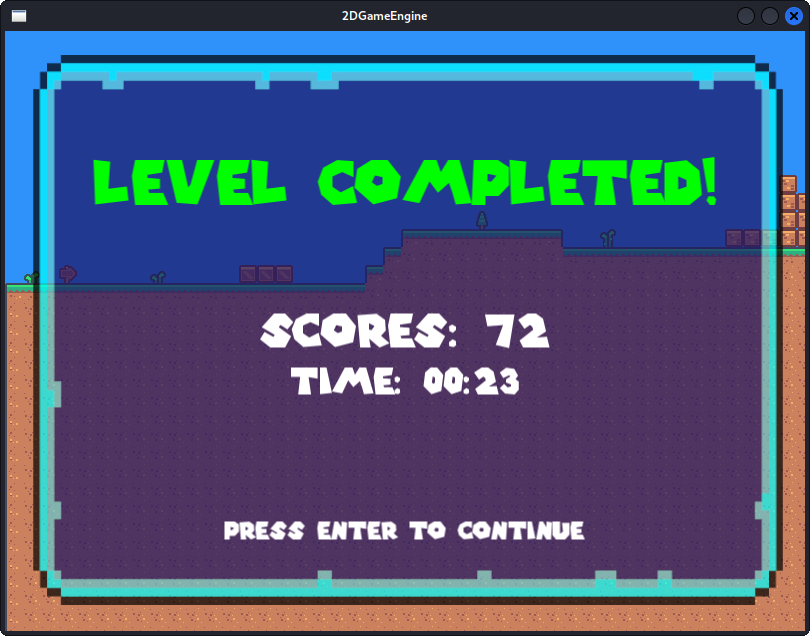 2DGameEngine
LEVEL COMPLETED!
SCORES: 72
TIME: 00:23
PRESS ENTER TO CONTINUE